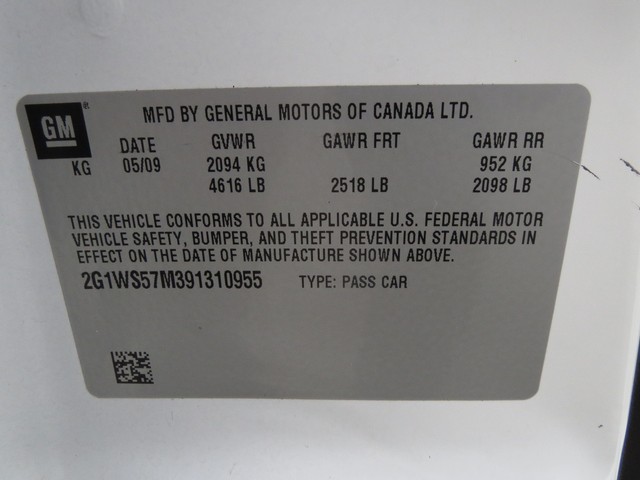 GM
MFD BY GENERAL MOTORS OF CANADA LTD.
DATE GVWR GAWR FRT GAWR RR
KG 05/09 2094 KG 952 KG
4616 LB 2518 LB 2098 LB
THIS VEHICLE CONFORMS TO ALL APPLICABLE U.S. FEDERAL MOTOR
VEHICLE SAFETY, BUMPER, AND THEFT PREVENTION STANDARDS IN
EFFECT ON THE DATE OF MANUFACTURE SHOWN ABOVE.
2G1WS57M391310955 TYPE: PASS CAR